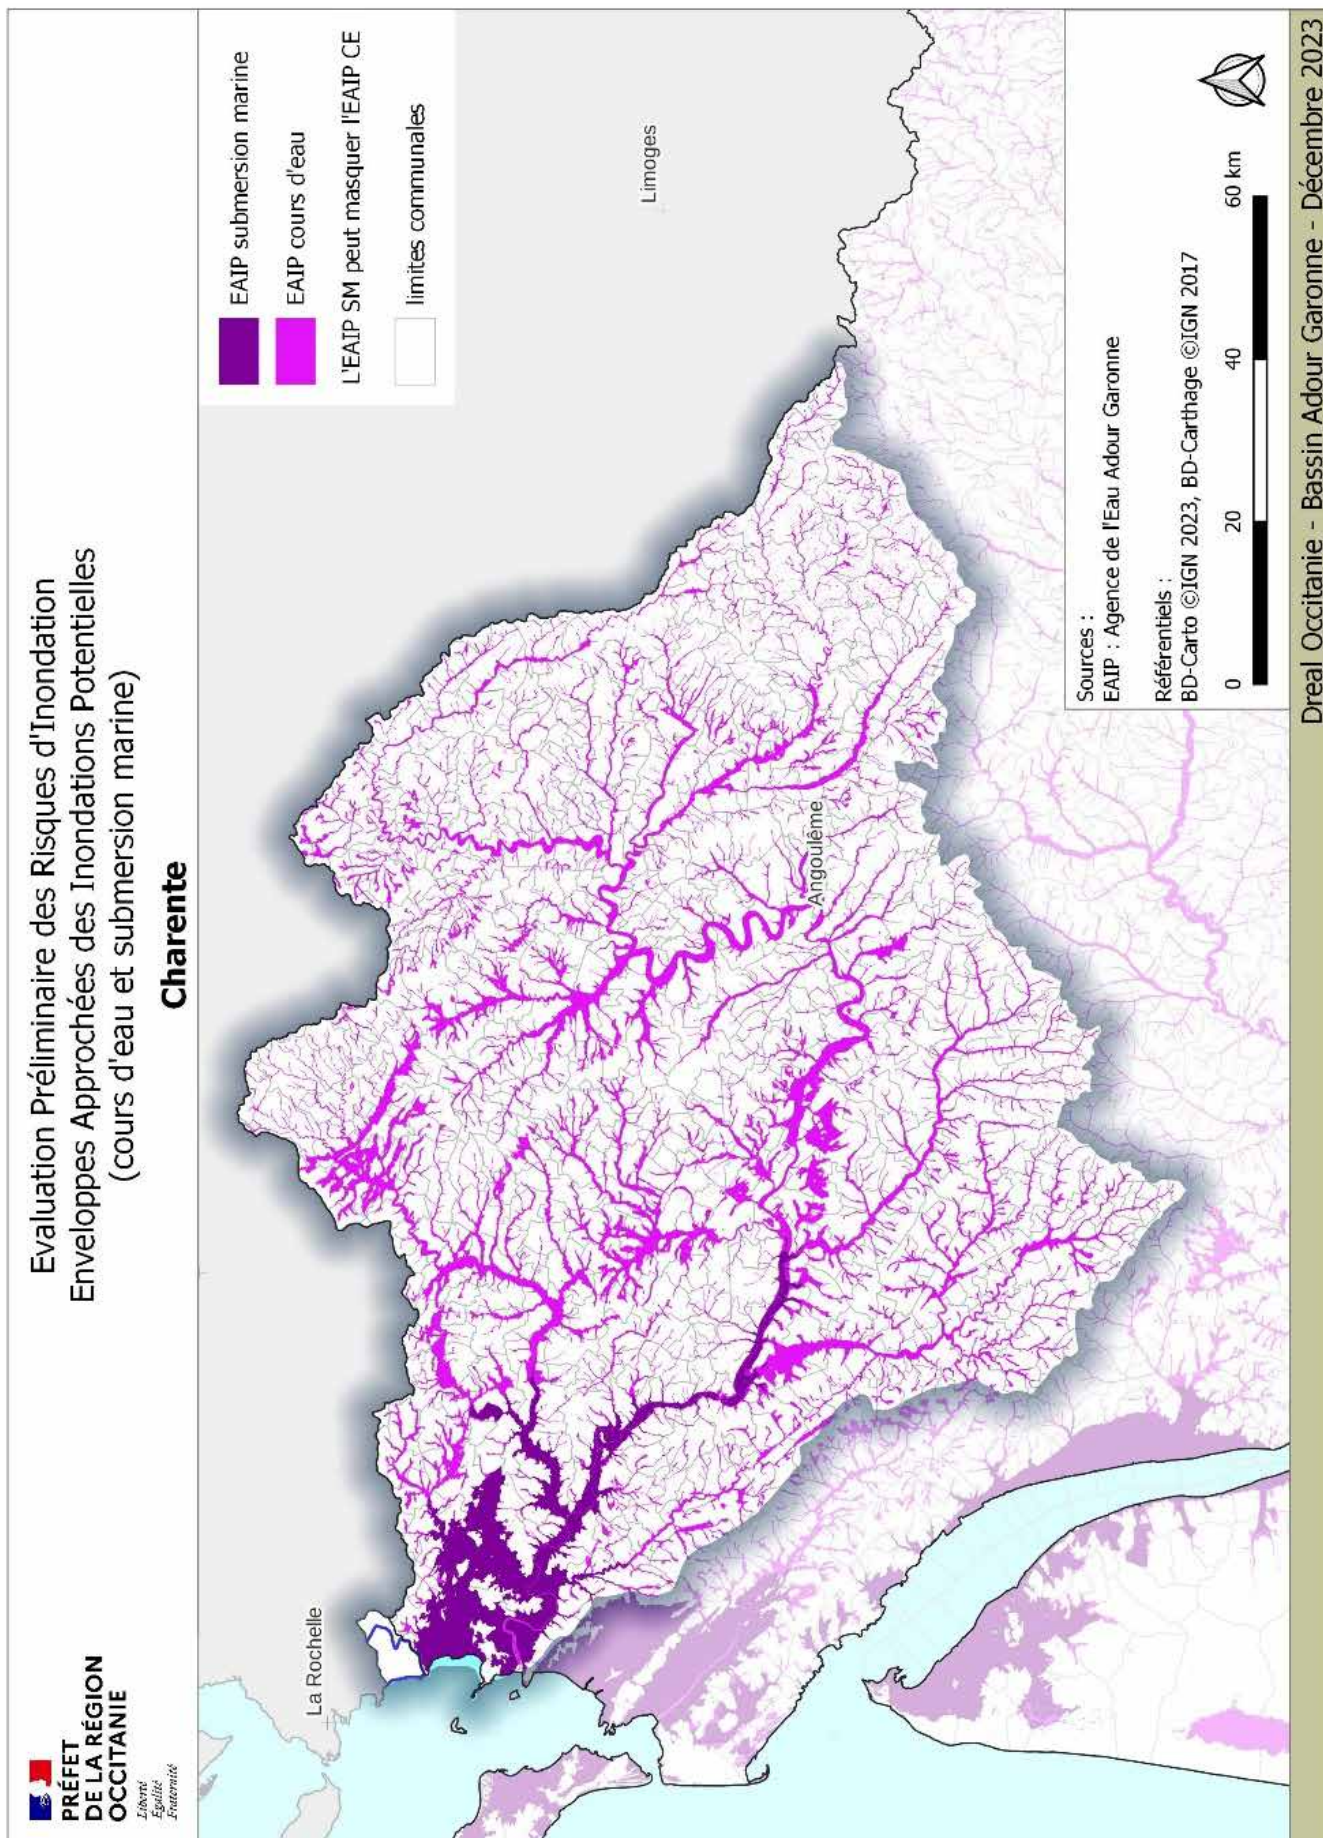 PRÉFET
DE LA RÉGION
OCCITANIE
Liberté
Égalité
Fraternité
Evaluation Préliminaire des Risques d'Inondation
Enveloppes Approchées des Inondations Potentielles
(cours d'eau et submersion marine)
Charente
EAIP submersion marine
EAIP cours d'eau
L'EAIP SM peut masquer l'EAIP CE
limites communales
La Rochelle
Limoges
Angoulême
Sources :
EAIP : Agence de l'Eau Adour Garonne
Référentiels :
BD-Carto ©IGN 2023, BD-Carthage ©IGN 2017
0 20 40 60 km
Dreal Occitanie - Bassin Adour Garonne - Décembre 2023